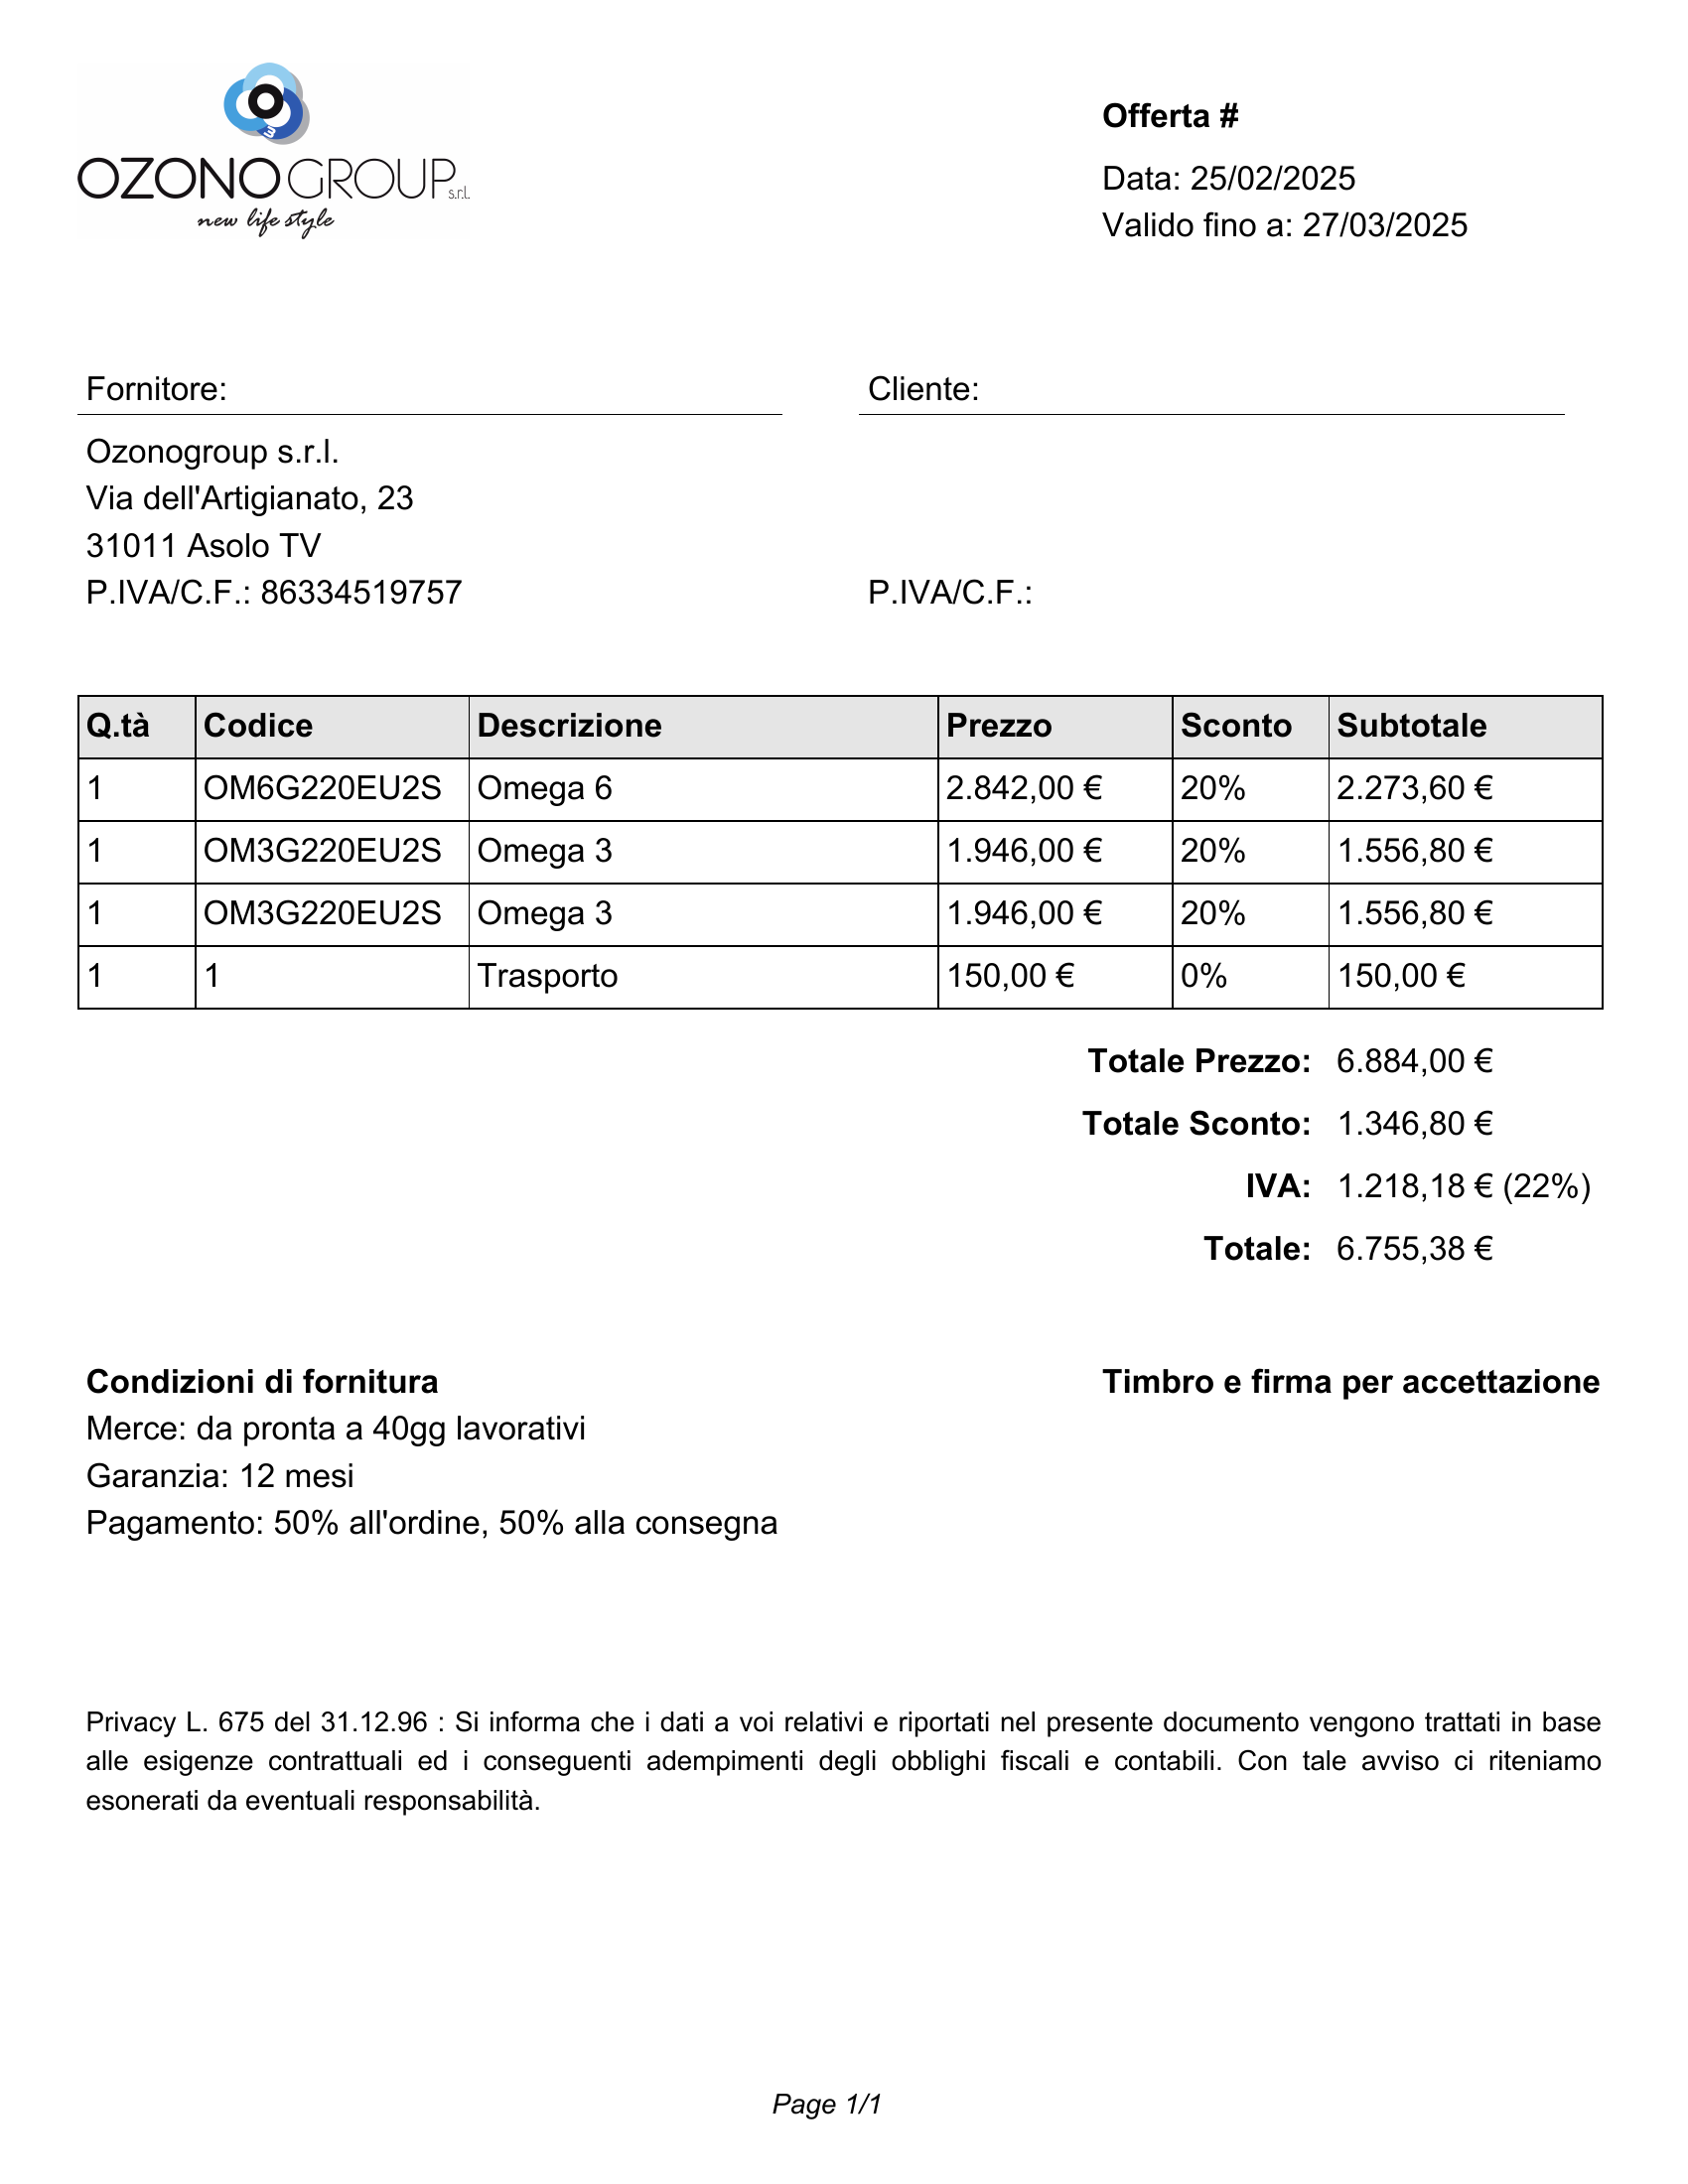 3
OZONOGROUP s.r.l.
new life style
Offerta #
Data: 25/02/2025
Valido fino a: 27/03/2025
Fornitore:
Ozonogroup s.r.l.
Via dell'Artigianato, 23
31011 Asolo TV
P.IVA/C.F.: 86334519757
Cliente:
P.IVA/C.F.:
Q.tà Codice Descrizione Prezzo Sconto Subtotale
1 OM6G220EU2S Omega 6 2.842,00 € 20% 2.273,60 €
1 OM3G220EU2S Omega 3 1.946,00 € 20% 1.556,80 €
1 OM3G220EU2S Omega 3 1.946,00 € 20% 1.556,80 €
1 1 Trasporto 150,00 € 0% 150,00 €
Totale Prezzo: 6.884,00 €
Totale Sconto: 1.346,80 €
IVA: 1.218,18 € (22%)
Totale: 6.755,38 €
Condizioni di fornitura
Merce: da pronta a 40gg lavorativi
Garanzia: 12 mesi
Pagamento: 50% all'ordine, 50% alla consegna
Timbro e firma per accettazione
Privacy L. 675 del 31.12.96 : Si informa che i dati a voi relativi e riportati nel presente documento vengono trattati in base
alle esigenze contrattuali ed i conseguenti adempimenti degli obblighi fiscali e contabili. Con tale avviso ci riteniamo
esonerati da eventuali responsabilità.
Page 1/1